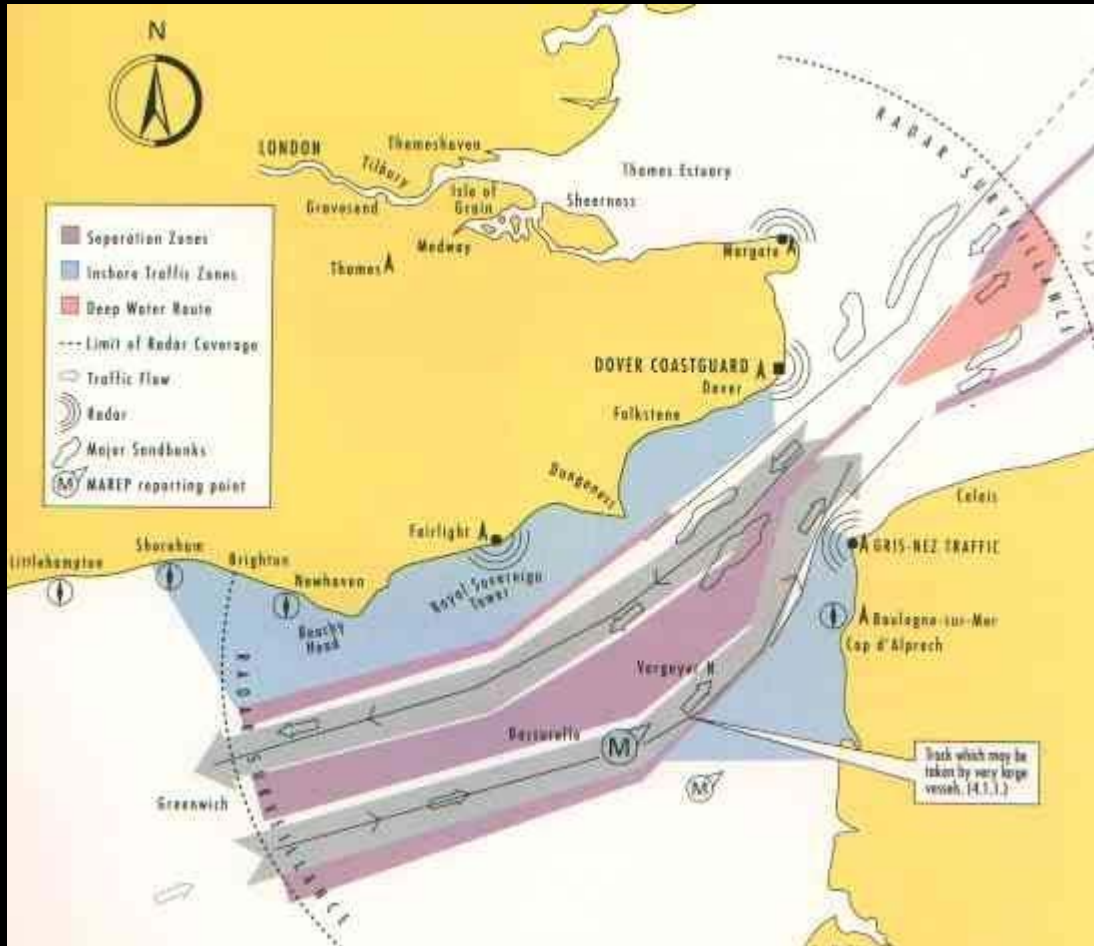 N
LONDON
Tilbury
Thameshaven
Gravesend
Isle of
Grain
Sheerness
Thames Estuary
Medway
Thames
Margate
Separation Zones
Inshore Traffic Zones
Deep Water Route
Limit of Radar Coverage
Traffic Flow
Radar
Major Sandbanks
M MAREP reporting point
RADAR SURVEILLANCE
DOVER COASTGUARD
Dover
Folkstone
Dungeness
Calais
Fairlight
GRIS-NEZ TRAFFIC
Littlehampton
Shoreham
Brighton
Newhaven
Beachy
Head
Royal Sovereign
Tower
Boulogne-sur-Mer
Cap d'Alprech
Vergoyer N
Bassurelle
M
M
Track which may be
taken by very large
vessels. (4.1.1.)
Greenwich
RADAR SURVEILLANCE